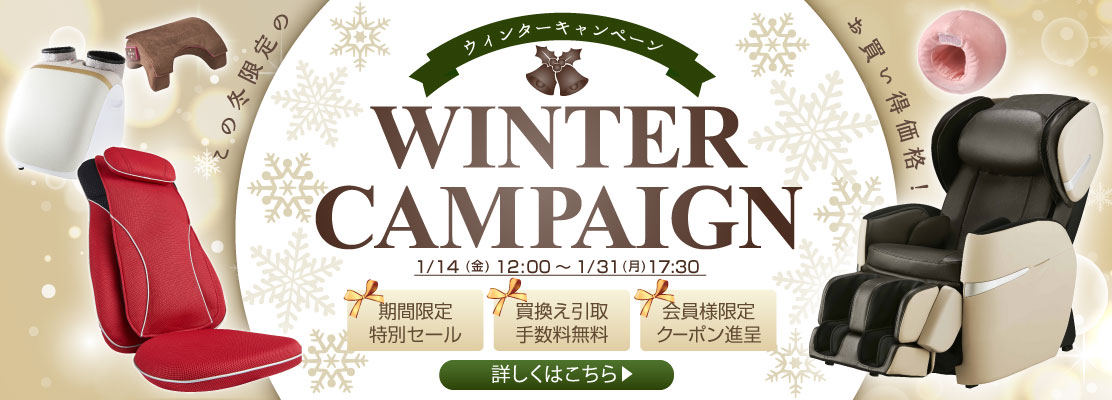 この冬限定の
お買い得価格！
ウィンターキャンペーン
WINTER
CAMPAIGN
1/14（金）12:00～1/31(月)17:30
期間限定
特別セール
買換え引取
手数料無料
会員様限定
クーポン進呈
詳しくはこちら▶